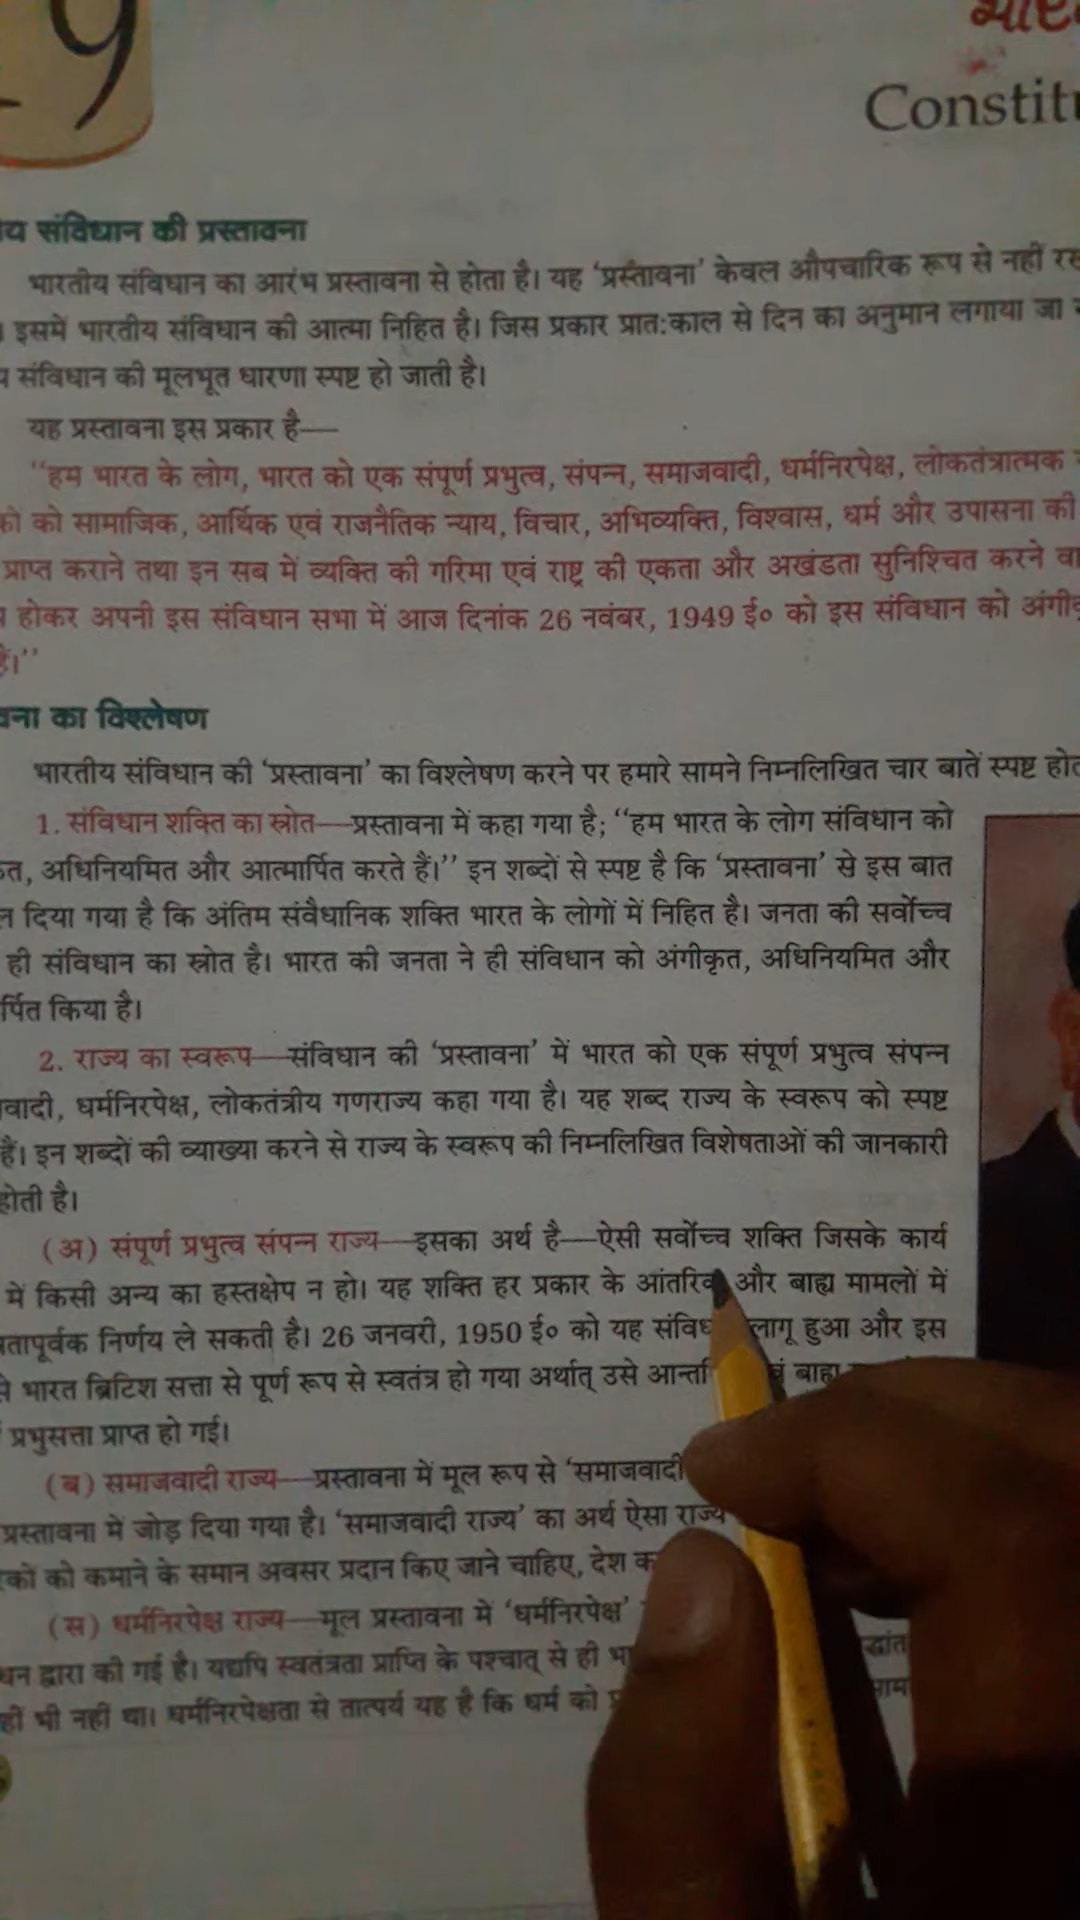 9
Constit
संविधान की प्रस्तावना
भारतीय संविधान का आरंभ प्रस्तावना से होता है। यह ‘प्रस्तावना’ केवल औपचारिक रूप से नहीं
इसमें भारतीय संविधान की आत्मा निहित है। जिस प्रकार प्रात:काल से दिन का अनुमान लगाया जा
संविधान की मूलभूत धारणा स्पष्ट हो जाती है।
यह प्रस्तावना इस प्रकार है—
“हम भारत के लोग, भारत को एक संपूर्ण प्रभुत्व, संपन्न, समाजवादी, धर्मनिरपेक्ष, लोकतंत्रात्मक
को सामाजिक, आर्थिक एवं राजनैतिक न्याय, विचार, अभिव्यक्ति, विश्वास, धर्म और उपासना की
प्राप्त कराने तथा इन सब में व्यक्ति की गरिमा एवं राष्ट्र की एकता और अखंडता सुनिश्चित करने
होकर अपनी इस संविधान सभा में आज दिनांक 26 नवंबर, 1949 ई० को इस संविधान को
हैं।”
का विश्लेषण
भारतीय संविधान की ‘प्रस्तावना’ का विश्लेषण करने पर हमारे सामने निम्नलिखित चार बातें स्पष्ट
1. संविधान शक्ति का स्रोत—प्रस्तावना में कहा गया है; “हम भारत के लोग संविधान को
अधिनियमित और आत्मार्पित करते हैं।” इन शब्दों से स्पष्ट है कि ‘प्रस्तावना’ से इस बात
दिया गया है कि अंतिम संवैधानिक शक्ति भारत के लोगों में निहित है। जनता की सर्वोच्च
ही संविधान का स्रोत है। भारत की जनता ने ही संविधान को अंगीकृत, अधिनियमित और
र्पित किया है।
2. राज्य का स्वरूप—संविधान की ‘प्रस्तावना’ में भारत को एक संपूर्ण प्रभुत्व संपन्न
वादी, धर्मनिरपेक्ष, लोकतंत्रीय गणराज्य कहा गया है। यह शब्द राज्य के स्वरूप को स्पष्ट
हैं। इन शब्दों की व्याख्या करने से राज्य के स्वरूप की निम्नलिखित विशेषताओं की जानकारी
होती है।
(अ) संपूर्ण प्रभुत्व संपन्न राज्य—इसका अर्थ है—ऐसी सर्वोच्च शक्ति जिसके कार्य
में किसी अन्य का हस्तक्षेप न हो। यह शक्ति हर प्रकार के और बाह्य मामलों में
तापूर्वक निर्णय ले सकती है। 26 जनवरी, 1950 ई० को यह लागू हुआ और इस
भारत ब्रिटिश सत्ता से पूर्ण रूप से स्वतंत्र हो गया अर्थात् उसे
प्रभुसत्ता प्राप्त हो गई।
(ब) समाजवादी राज्य—प्रस्तावना में मूल रूप से ‘समाजवादी
प्रस्तावना में जोड़ दिया गया है। ‘समाजवादी राज्य’ का अर्थ ऐसा राज्य
को कमाने के समान अवसर प्रदान किए जाने चाहिए, देश
(स) धर्मनिरपेक्ष राज्य—मूल प्रस्तावना में ‘धर्मनिरपेक्ष’
द्वारा की गई है। यद्यपि स्वतंत्रता प्राप्ति के पश्चात् से ही
भी नहीं था। धर्मनिरपेक्षता से तात्पर्य यह है कि धर्म को